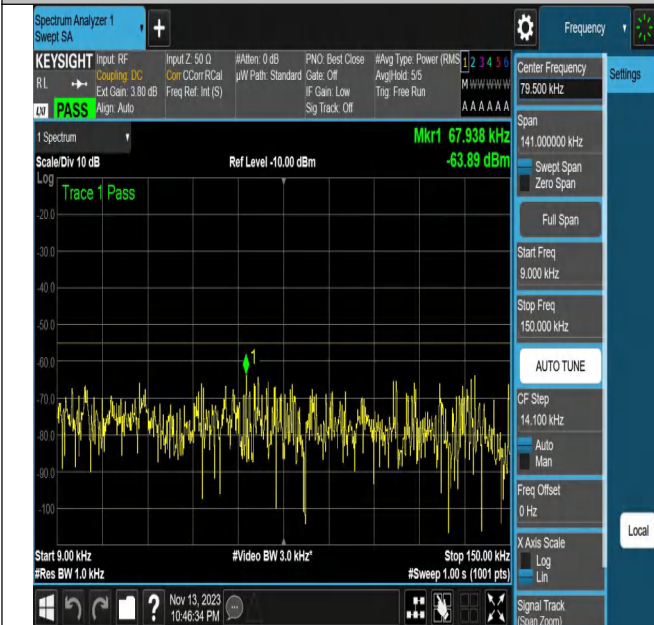 Spectrum Analyzer 1
Swept SA
+
Frequency
KEYSIGHT
RL
LXI
PASS
Input: RF
Coupling: DC
Ext Gain: 3.80 dB
Align: Auto
Input Z: 50 Ω
Corr CCorr RCal
Freq Ref: Int (S)
#Atten: 0 dB
µW Path: Standard
PNO: Best Close
Gate: Off
IF Gain: Low
Sig Track: Off
#Avg Type: Power (RMS
Avg|Hold: 5/5
Trig: Free Run
1 2 3 4 5 6
M W W W W W
A A A A A A
1 Spectrum
Scale/Div 10 dB
Ref Level -10.00 dBm
Mkr1 67.938 kHz
-63.89 dBm
Log
Trace 1 Pass
-20.0
-30.0
-40.0
-50.0
-60.0
-70.0
-80.0
-90.0
-100
1
Start 9.00 kHz
#Video BW 3.0 kHz*
Stop 150.00 kHz
#Res BW 1.0 kHz
#Sweep 1.00 s (1001 pts)
?
Nov 13, 2023
10:46:34 PM
Center Frequency
79.500 kHz
Settings
Span
141.000000 kHz
Swept Span
Zero Span
Full Span
Start Freq
9.000 kHz
Stop Freq
150.000 kHz
AUTO TUNE
CF Step
14.100 kHz
Auto
Man
Freq Offset
0 Hz
Local
X Axis Scale
Log
Lin
Signal Track
(Span Zoom)